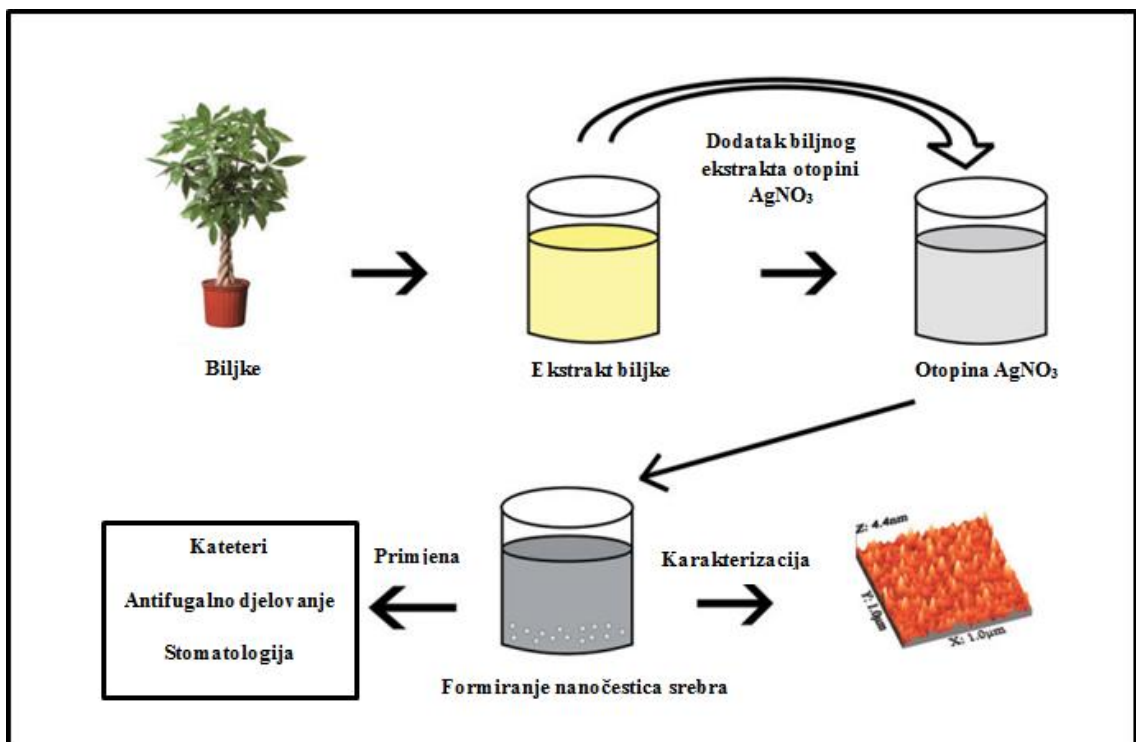 Dodatak biljnog
ekstrakta otopini
AgNO₃
Biljke
Ekstrakt biljke
Otopina AgNO₃
Kateteri
Antifugalno djelovanje
Stomatologija
Primjena
Karakterizacija
Z: 4.4nm
Y: 1.0µm
X: 1.0µm
Formiranje nanočestica srebra